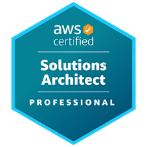 aws
certified
Solutions
Architect
PROFESSIONAL